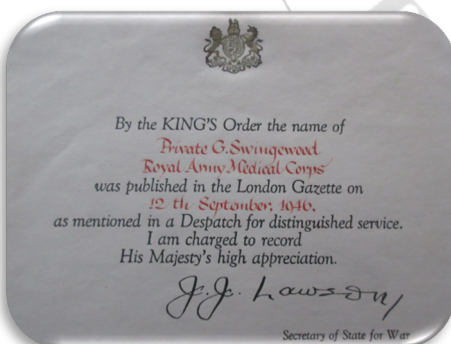 By the KING'S Order the name of
Private G. Swingewood
Royal Army Medical Corps
was published in the London Gazette on
12 th September, 1946.
as mentioned in a Despatch for distinguished service.
I am charged to record
His Majesty's high appreciation.
J. J. Lawson
Secretary of State for War